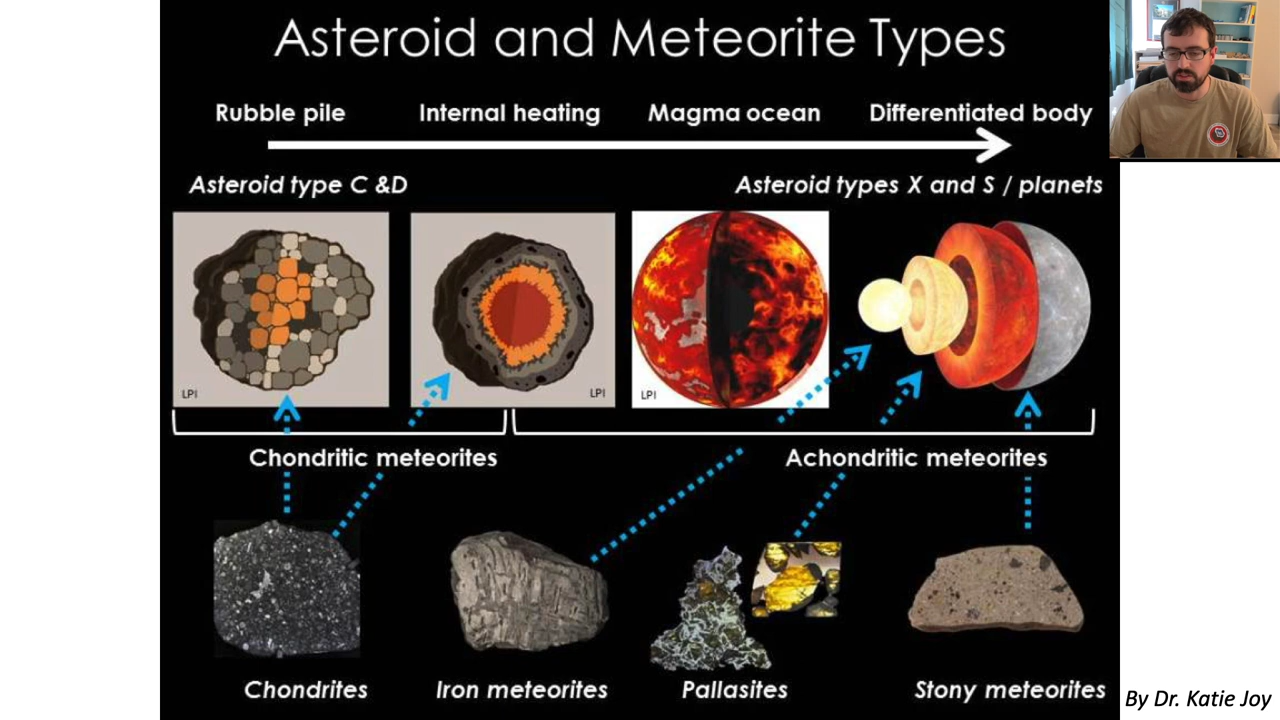 Asteroid and Meteorite Types
Rubble pile
Internal heating
Magma ocean
Differentiated body
Asteroid type C &D
Asteroid types X and S / planets
LPI
LPI
LPI
Chondritic meteorites
Achondritic meteorites
Chondrites
Iron meteorites
Pallasites
Stony meteorites
By Dr. Katie Joy